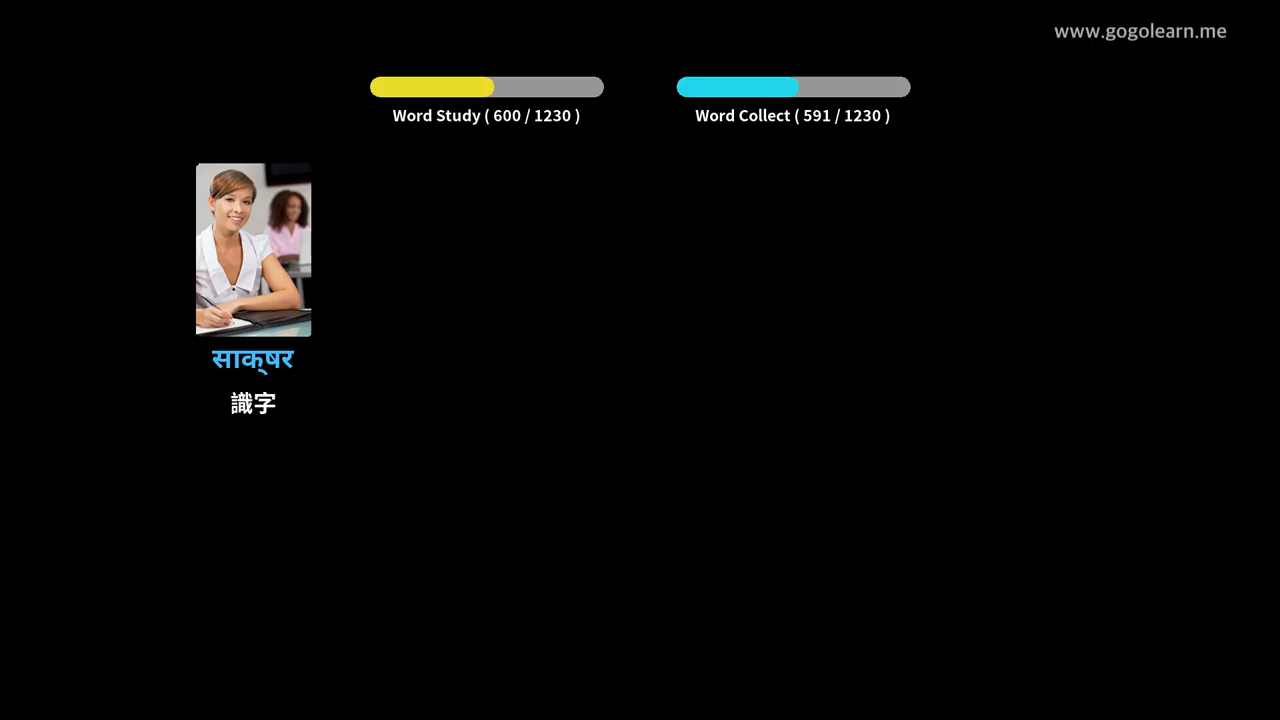 www.gogolearn.me
Word Study ( 600 / 1230 )
Word Collect ( 591 / 1230 )
साक्षर
識字